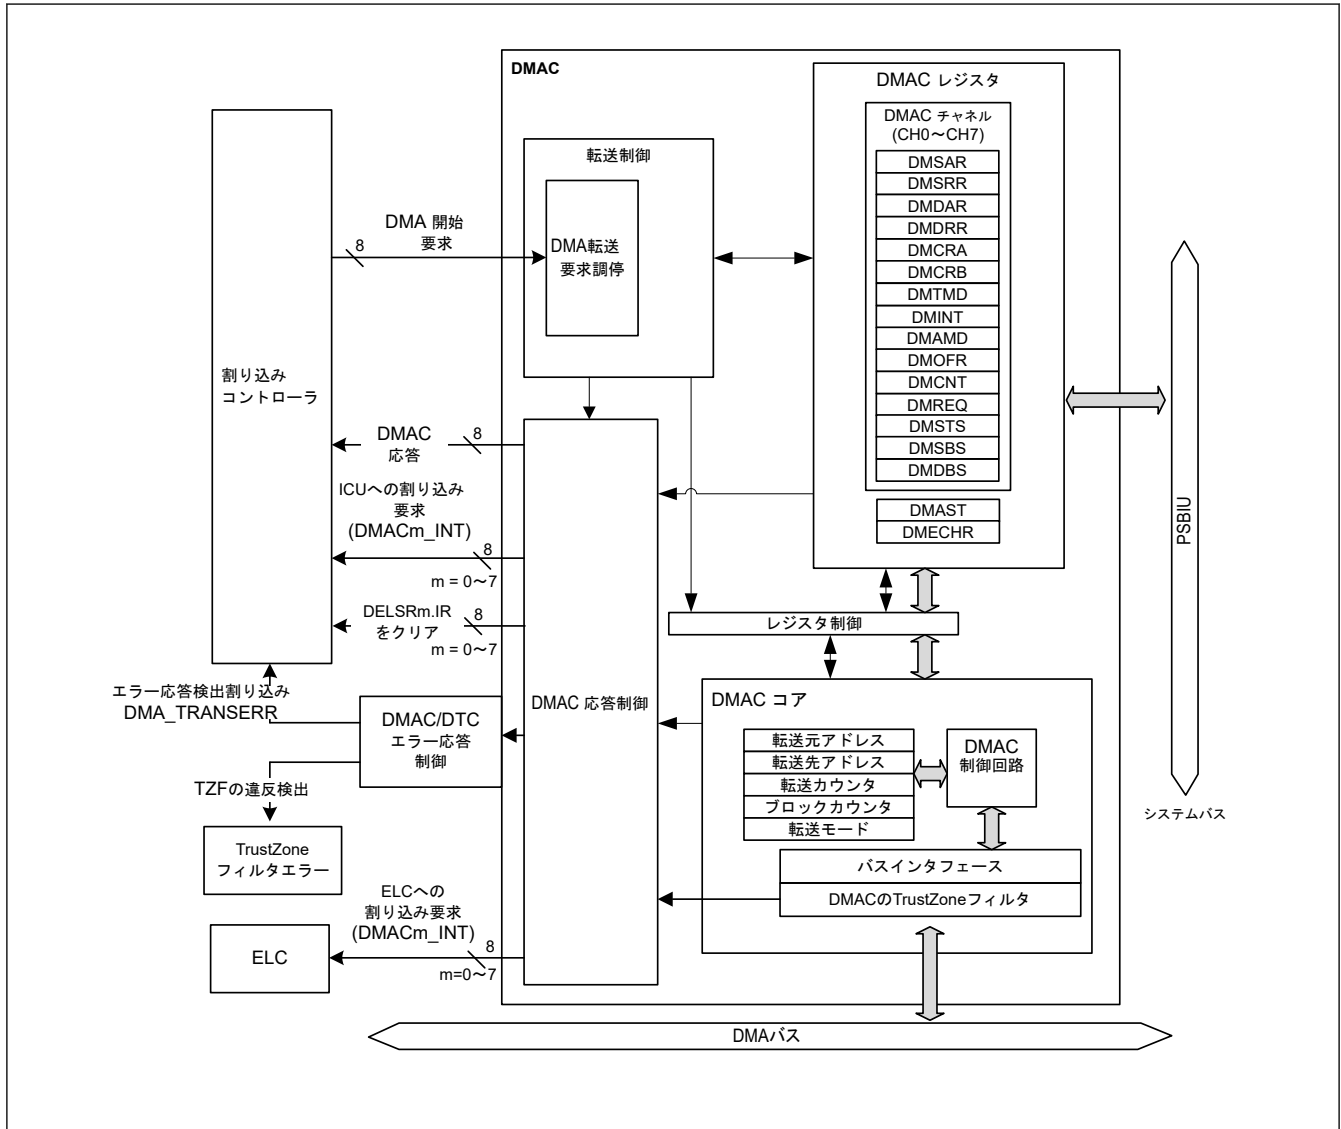 DMAC
DMAC レジスタ
DMAC チャネル
(CH0～CH7)
DMSAR
DMSRR
DMDAR
DMDRR
DMCRA
DMCRB
DMTMD
DMINT
DMAMD
DMOFR
DMCNT
DMREQ
DMSTS
DMSBS
DMDBS
DMAST
DMECHR
転送制御
DMA転送
要求調停
DMA 開始
要求
8
割り込み
コントローラ
DMAC
応答
8
ICUへの割り込み
要求
(DMACm_INT)
8
m = 0～7
DELSRm.IR
をクリア
8
m = 0～7
エラー応答検出割り込み
DMA_TRANSERR
DMAC/DTC
エラー応答
制御
TZFの違反検出
TrustZone
フィルタエラー
ELCへの
割り込み要求
(DMACm_INT)
8
m=0～7
ELC
DMAC 応答制御
レジスタ制御
DMAC コア
転送元アドレス
転送先アドレス
転送カウンタ
ブロックカウンタ
転送モード
DMAC
制御回路
バスインタフェース
DMACのTrustZoneフィルタ
PSBIU
システムバス
DMAバス